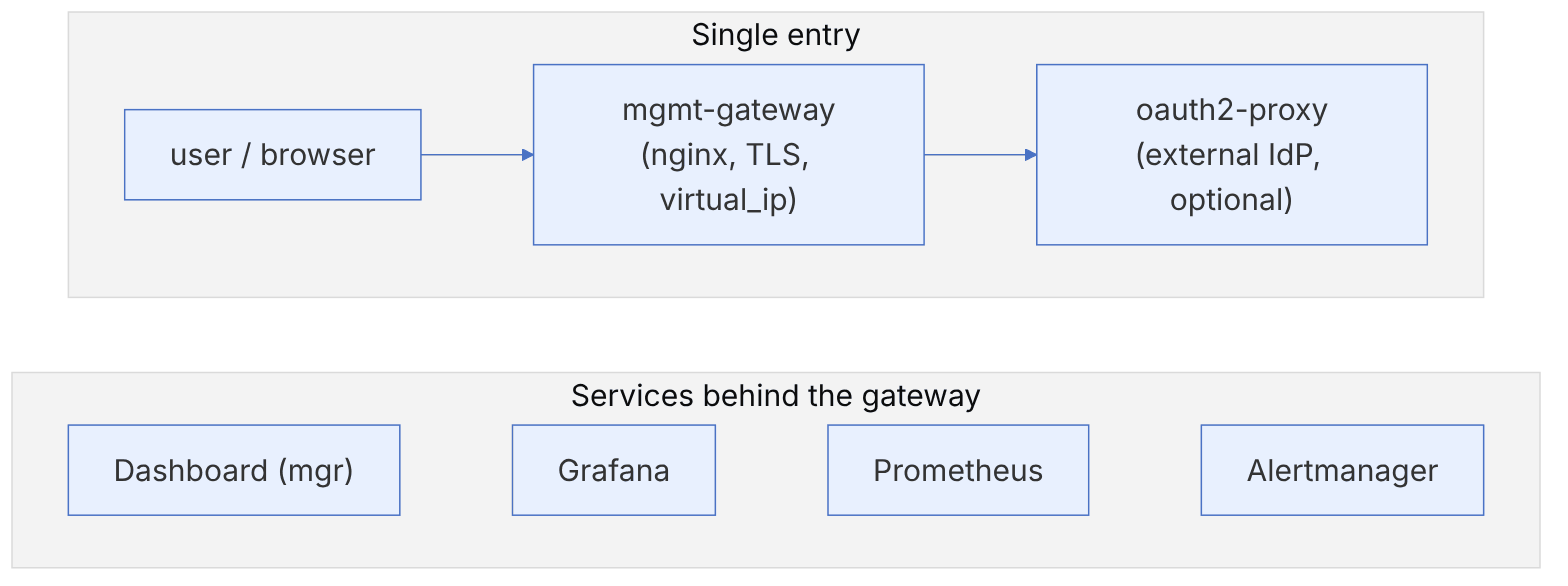 Single entry
user / browser
mgmt-gateway
(nginx, TLS,
virtual_ip)
oauth2-proxy
(external IdP,
optional)
Services behind the gateway
Dashboard (mgr)
Grafana
Prometheus
Alertmanager